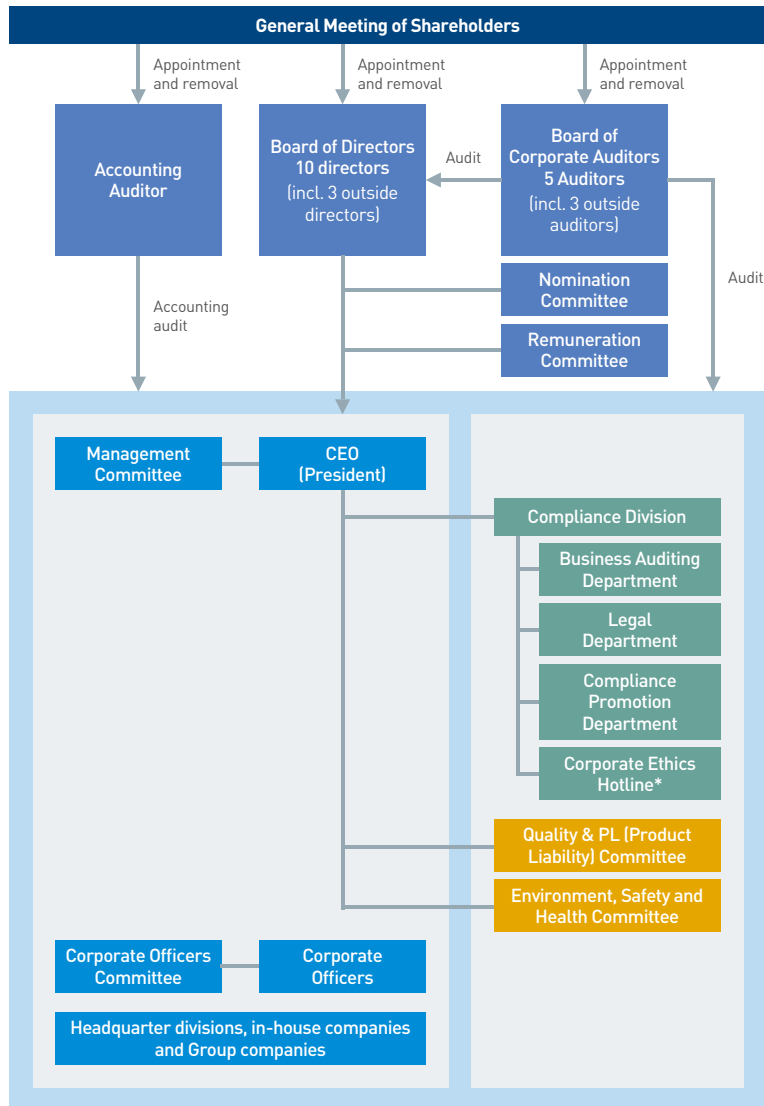 General Meeting of Shareholders
Appointment
and removal
Appointment
and removal
Appointment
and removal
Accounting
Auditor
Board of Directors
10 directors
(incl. 3 outside
directors)
Audit
Board of
Corporate Auditors
5 Auditors
(incl. 3 outside
auditors)
Accounting
audit
Nomination
Committee
Audit
Remuneration
Committee
Management
Committee
CEO
(President)
Compliance Division
Business Auditing
Department
Legal
Department
Compliance
Promotion
Department
Corporate Ethics
Hotline*
Quality & PL (Product
Liability) Committee
Environment, Safety and
Health Committee
Corporate Officers
Committee
Corporate
Officers
Headquarter divisions, in-house companies
and Group companies